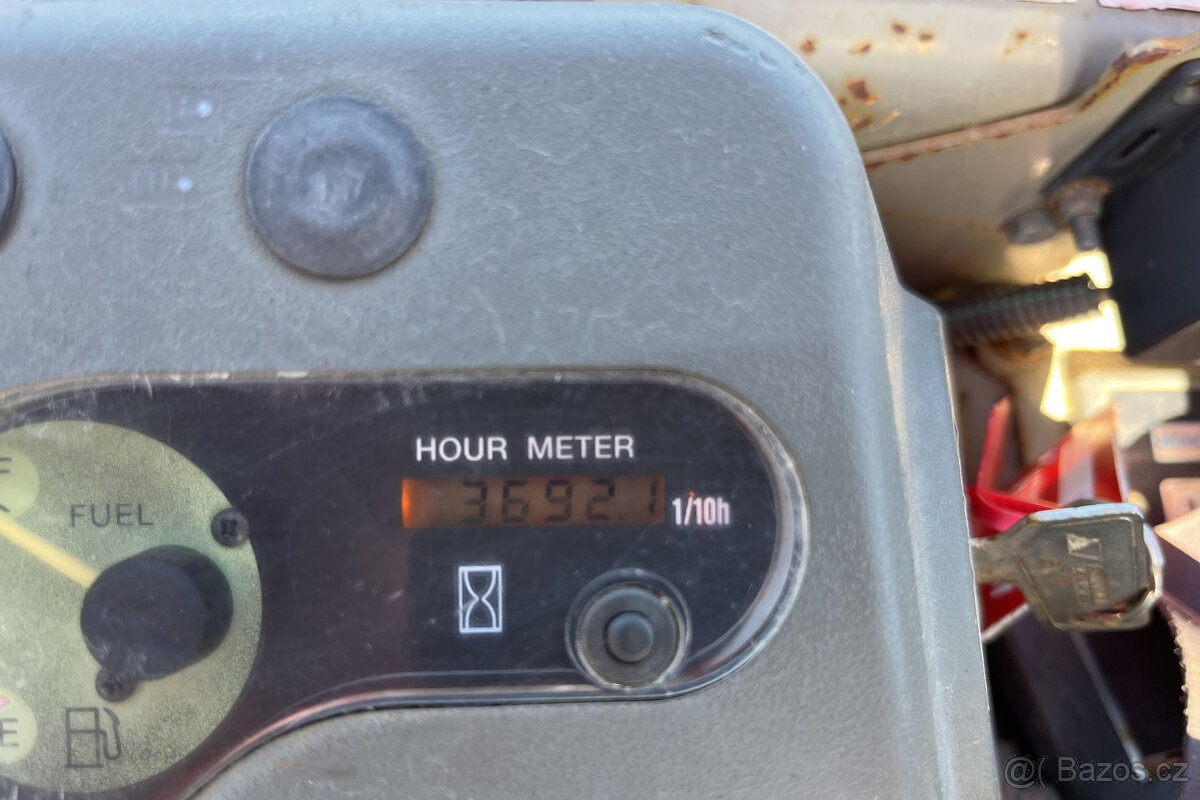 HOUR METER
3692.1 1/10h
F
FUEL
E
@( Bazos.cz